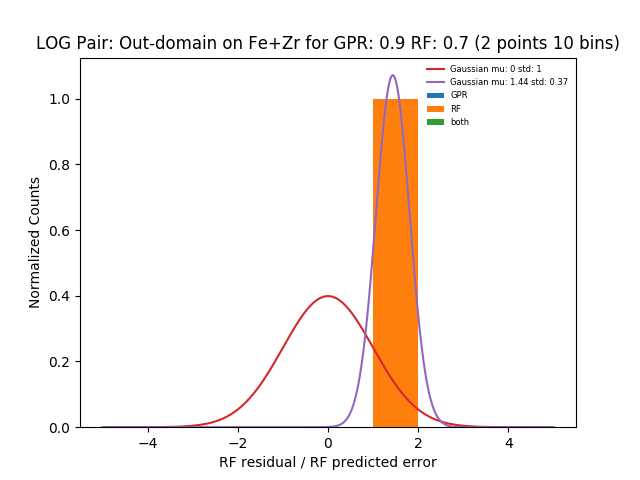 LOG Pair: Out-domain on Fe+Zr for GPR: 0.9 RF: 0.7 (2 points 10 bins)
Gaussian mu: 0 std: 1
Gaussian mu: 1.44 std: 0.37
GPR
RF
both
Normalized Counts
1.0
0.8
0.6
0.4
0.2
0.0
−4
−2
0
2
4
RF residual / RF predicted error